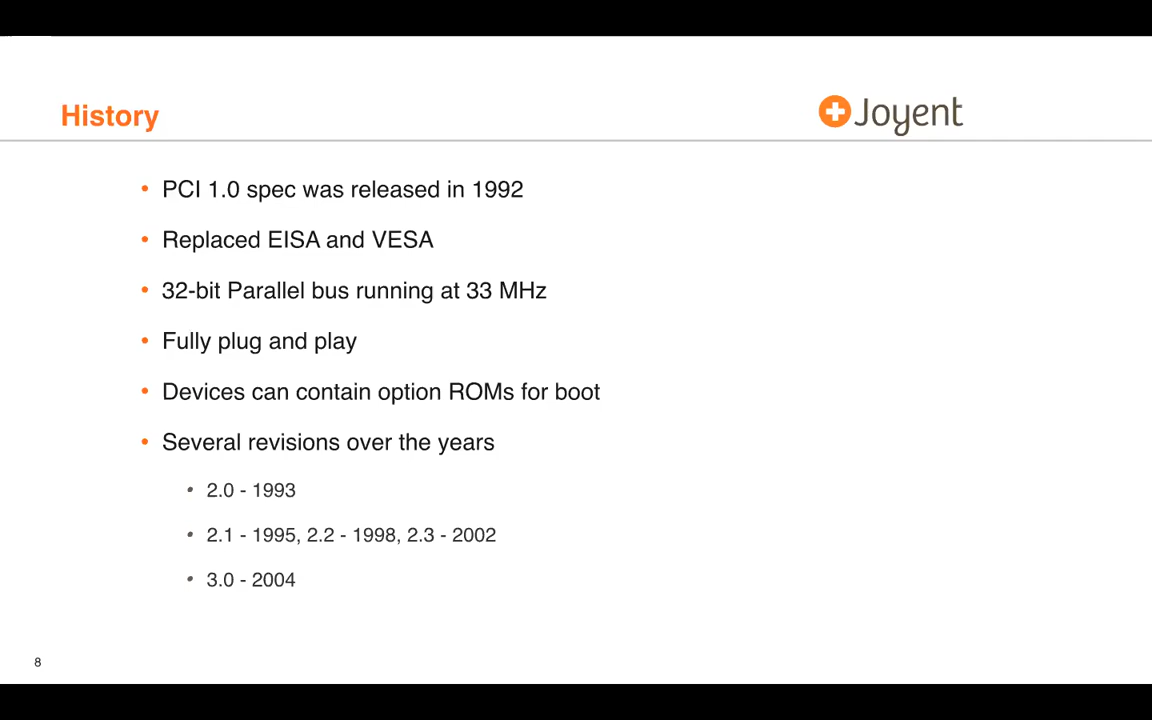 History
Joyent
• PCI 1.0 spec was released in 1992
• Replaced EISA and VESA
• 32-bit Parallel bus running at 33 MHz
• Fully plug and play
• Devices can contain option ROMs for boot
• Several revisions over the years
• 2.0 - 1993
• 2.1 - 1995, 2.2 - 1998, 2.3 - 2002
• 3.0 - 2004
8